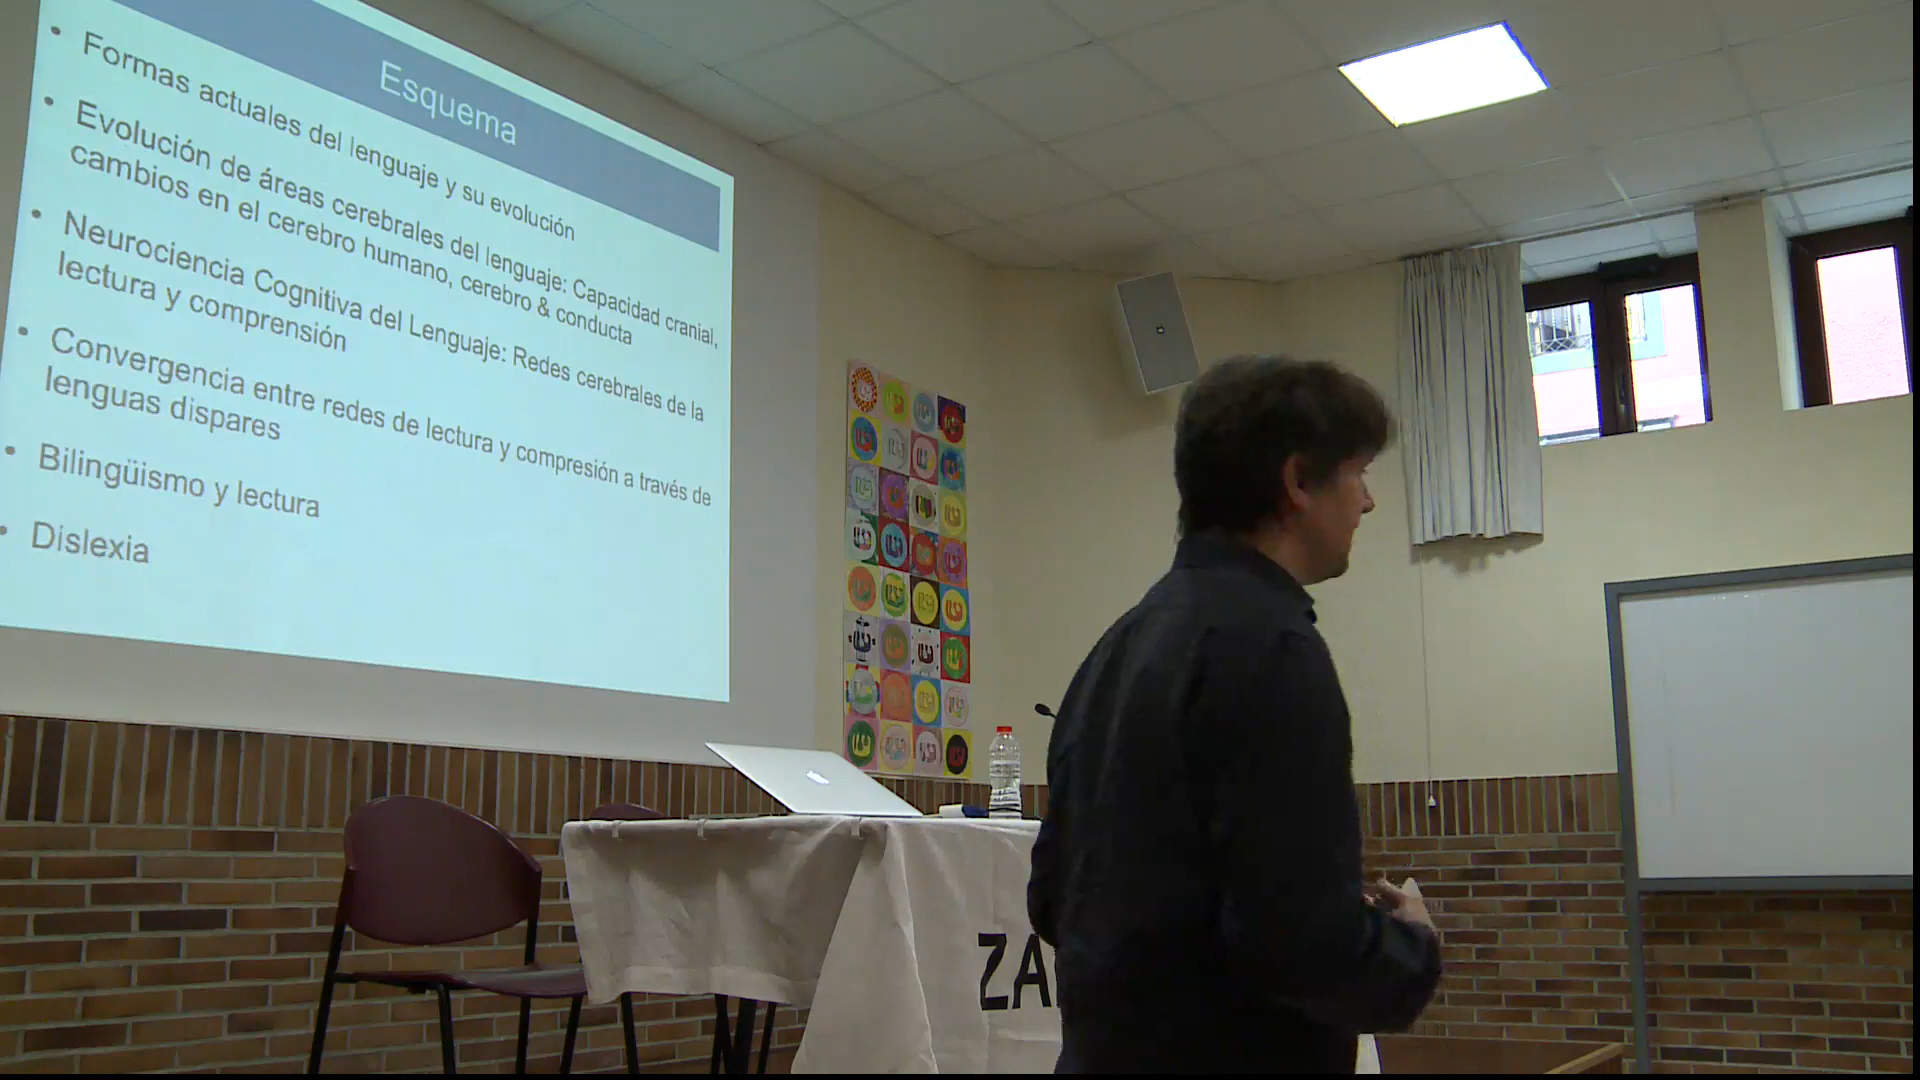 Esquema
• Formas actuales del lenguaje y su evolución
• Evolución de áreas cerebrales del lenguaje: Capacidad cranial,
cambios en el cerebro humano, cerebro & conducta
• Neurociencia Cognitiva del Lenguaje: Redes cerebrales de la
lectura y comprensión
• Convergencia entre redes de lectura y compresión a través de
lenguas dispares
• Bilingüismo y lectura
• Dislexia
ZA